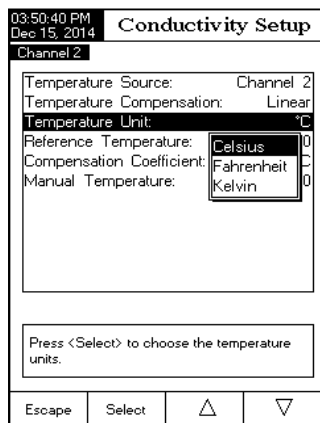 03:50:40 PM
Dec 15, 2014
Conductivity Setup
Channel 2
Temperature Source: Channel 2
Temperature Compensation: Linear
Temperature Unit: °C
Reference Temperature: 0
Compensation Coefficient: C
Manual Temperature: 0
Celsius
Fahrenheit
Kelvin
Press <Select> to choose the temperature
units.
Escape Select △ ▽